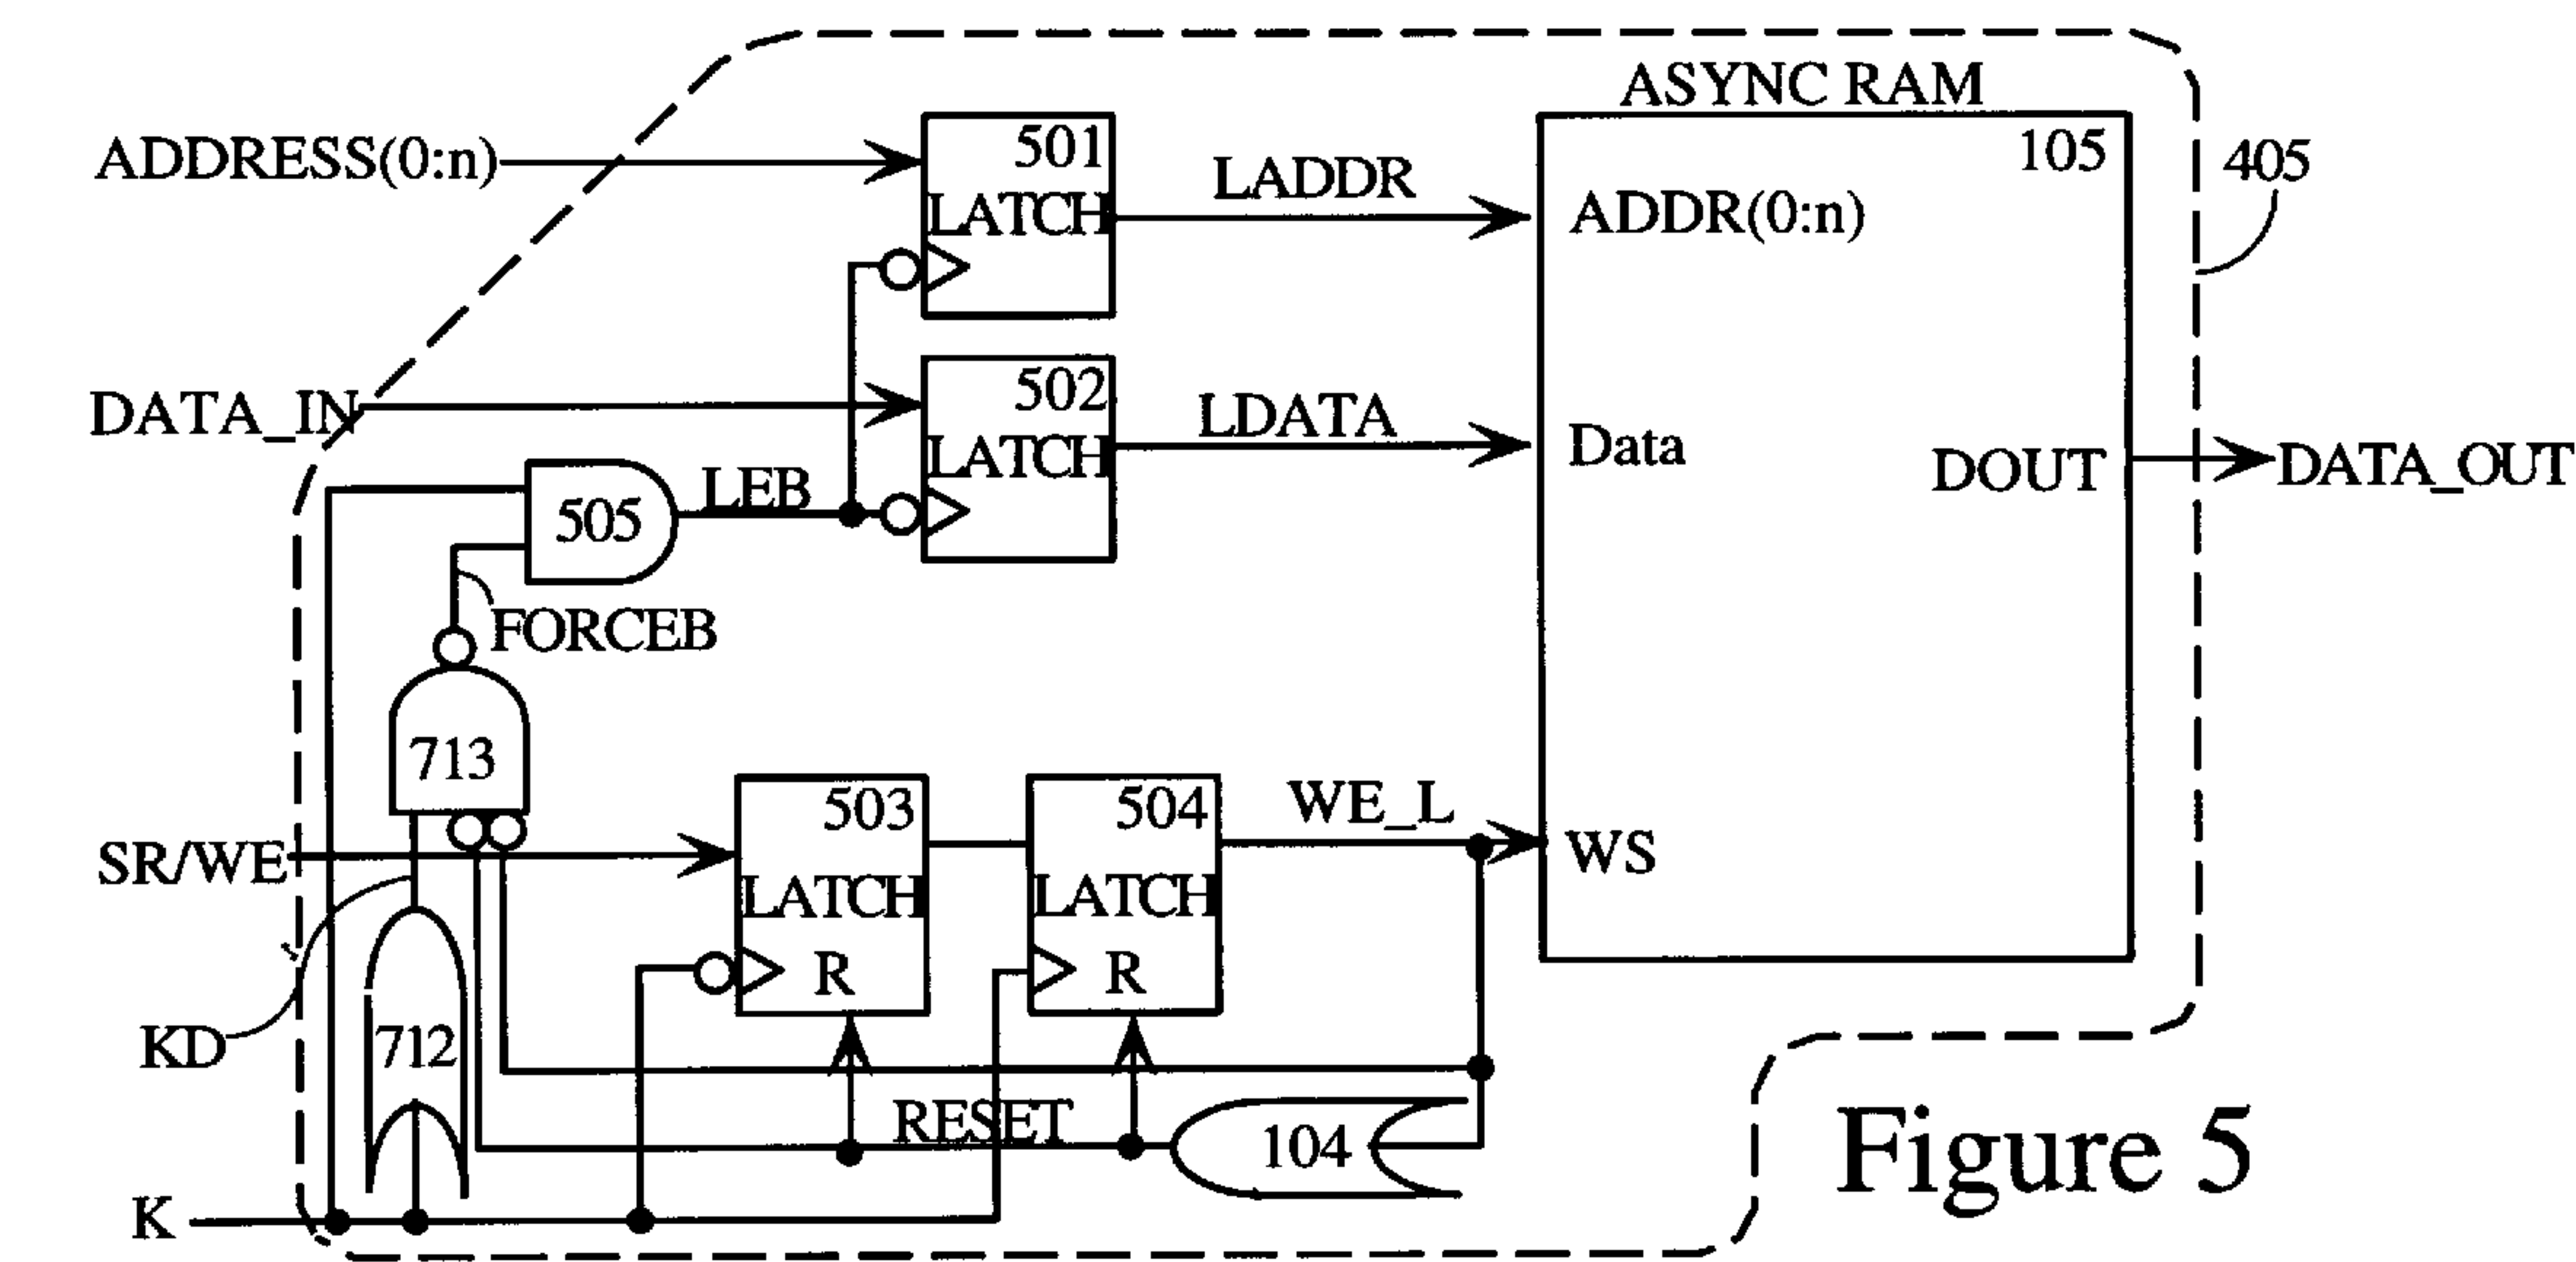 ASYNC RAM
ADDRESS(0:n)
501
LATCH
LADDR
105
ADDR(0:n)
405
DATA_IN
502
LATCH
LDATA
Data
DOUT
DATA_OUT
505
LEB
FORCEB
713
SR/WE
503
LATCH
R
504
LATCH
R
WE_L
WS
KD
712
RESET
104
K
Figure 5